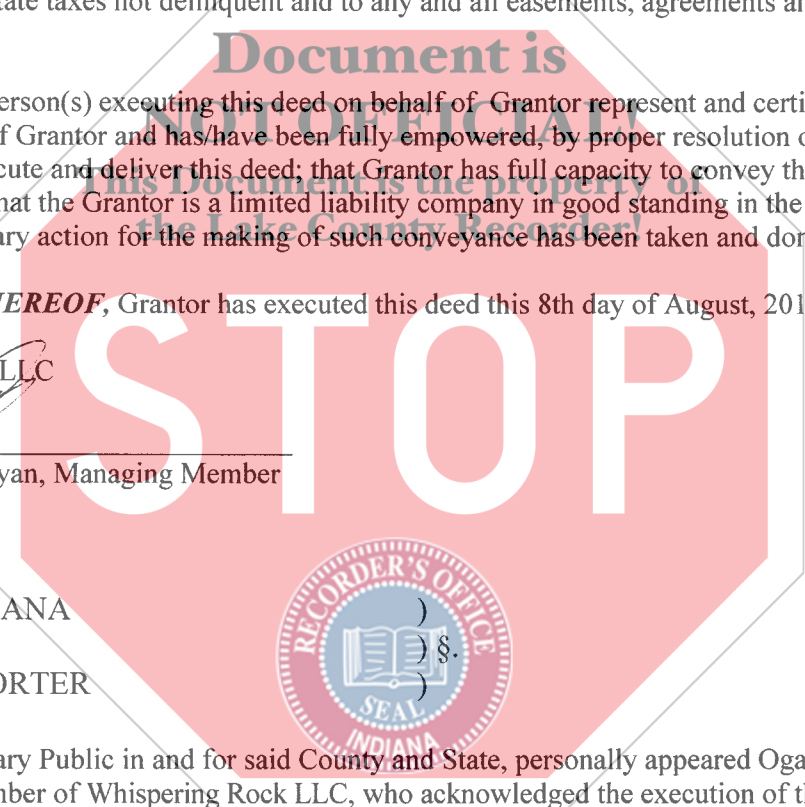 ate taxes not delinquent and to any and all easements, agreements a
Document is
erson(s) executing this deed on behalf of Grantor represent and certi
NOT OFFICIAL!
f Grantor and has/have been fully empowered, by proper resolution
cute and deliver this deed; that Grantor has full capacity to convey th
This Document is the property of
hat the Grantor is a limited liability company in good standing in the
the Lake County Recorder!
ary action for the making of such conveyance has been taken and don
HEREOF, Grantor has executed this deed this 8th day of August, 201
STOP
LLC
yan, Managing Member
RECORDER'S OFFICE
ANA )
) §.
ORTER )
SEAL
INDIANA
ary Public in and for said County and State, personally appeared Oga
nber of Whispering Rock LLC, who acknowledged the execution of t